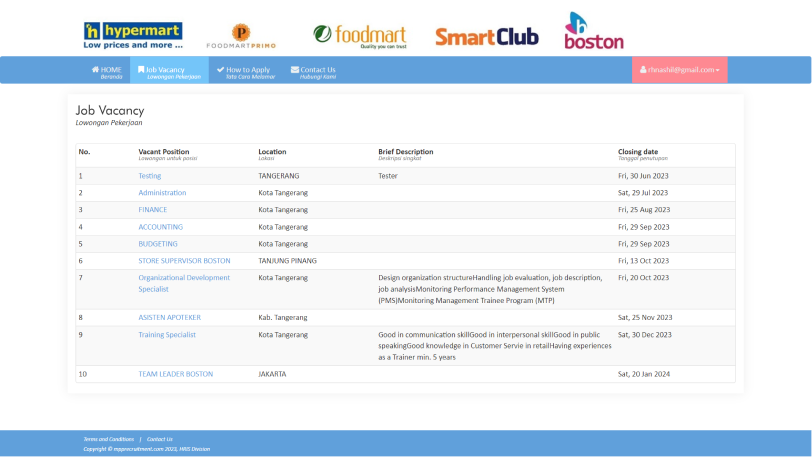 hypermart
Low prices and more ...
P
FOODMARTPRIMO
foodmart
Quality you can trust
SmartClub
boston
HOME
Beranda
Job Vacancy
Lowongan Pekerjaan
How to Apply
Tata Cara Melamar
Contact Us
Hubungi Kami
rhnashil@gmail.com
Job Vacancy
Lowongan Pekerjaan
No. Vacant Position Location Brief Description Closing date
Lowongan untuk posisi Lokasi Deskripsi singkat Tanggal penutupan
1 Testing TANGERANG Tester Fri, 30 Jun 2023
2 Administration Kota Tangerang Sat, 29 Jul 2023
3 FINANCE Kota Tangerang Fri, 25 Aug 2023
4 ACCOUNTING Kota Tangerang Fri, 29 Sep 2023
5 BUDGETING Kota Tangerang Fri, 29 Sep 2023
6 STORE SUPERVISOR BOSTON TANJUNG PINANG Fri, 13 Oct 2023
7 Organizational Development Kota Tangerang Design organization structureHandling job evaluation, job description, Fri, 20 Oct 2023
Specialist job analysisMonitoring Performance Management System
(PMS)Monitoring Management Trainee Program (MTP)
8 ASISTEN APOTEKER Kab. Tangerang Sat, 25 Nov 2023
9 Training Specialist Kota Tangerang Good in communication skillGood in interpersonal skillGood in public Sat, 30 Dec 2023
speakingGood knowledge in Customer Servie in retailHaving experiences
as a Trainer min. 5 years
10 TEAM LEADER BOSTON JAKARTA Sat, 20 Jan 2024
Terms and Conditions | Contact Us
Copyright © mpprecruitment.com 2023, HRIS Division